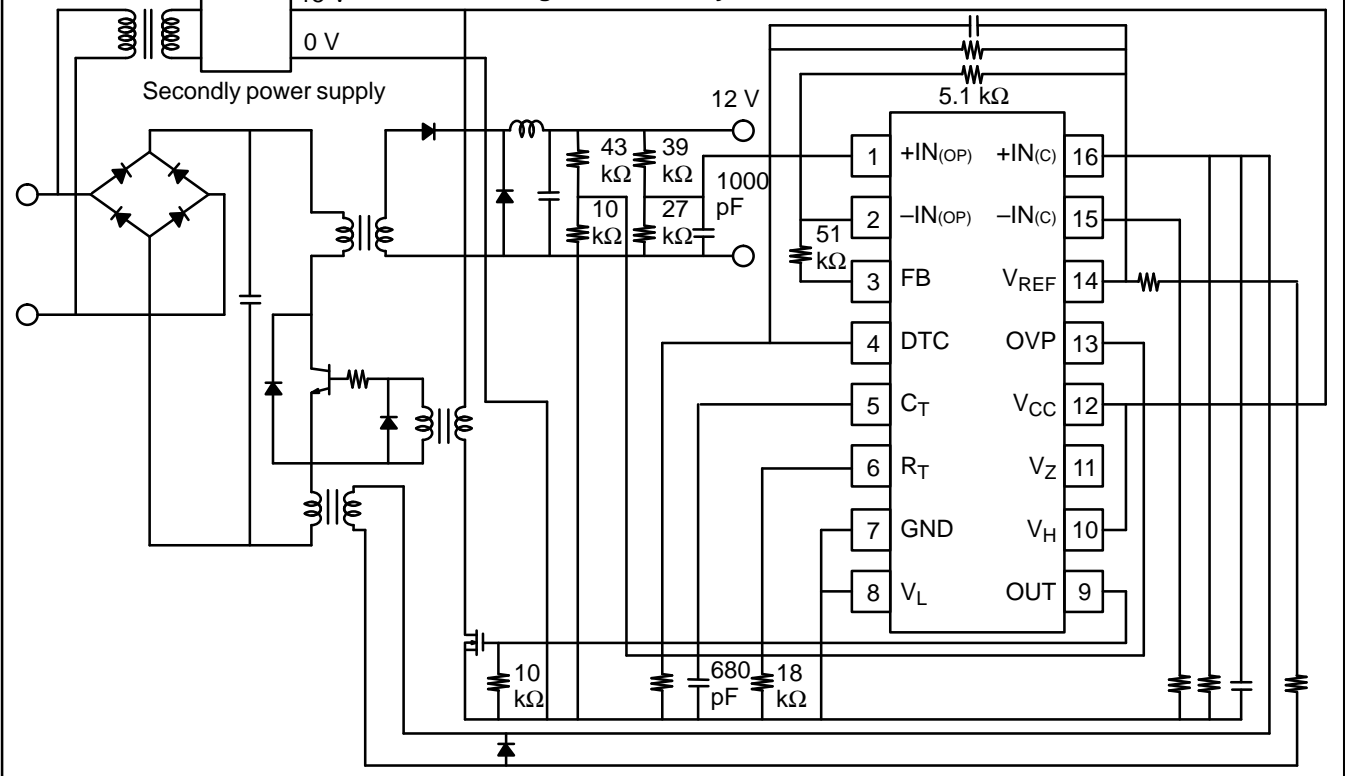 0 V
Secondly power supply
12 V
43
kΩ
39
kΩ
10
kΩ
27
kΩ
1000
pF
5.1 kΩ
51
kΩ
1 +IN(OP) +IN(C) 16
2 –IN(OP) –IN(C) 15
3 FB VREF 14
4 DTC OVP 13
5 CT VCC 12
6 RT VZ 11
7 GND VH 10
8 VL OUT 9
10
kΩ
680
pF
18
kΩ